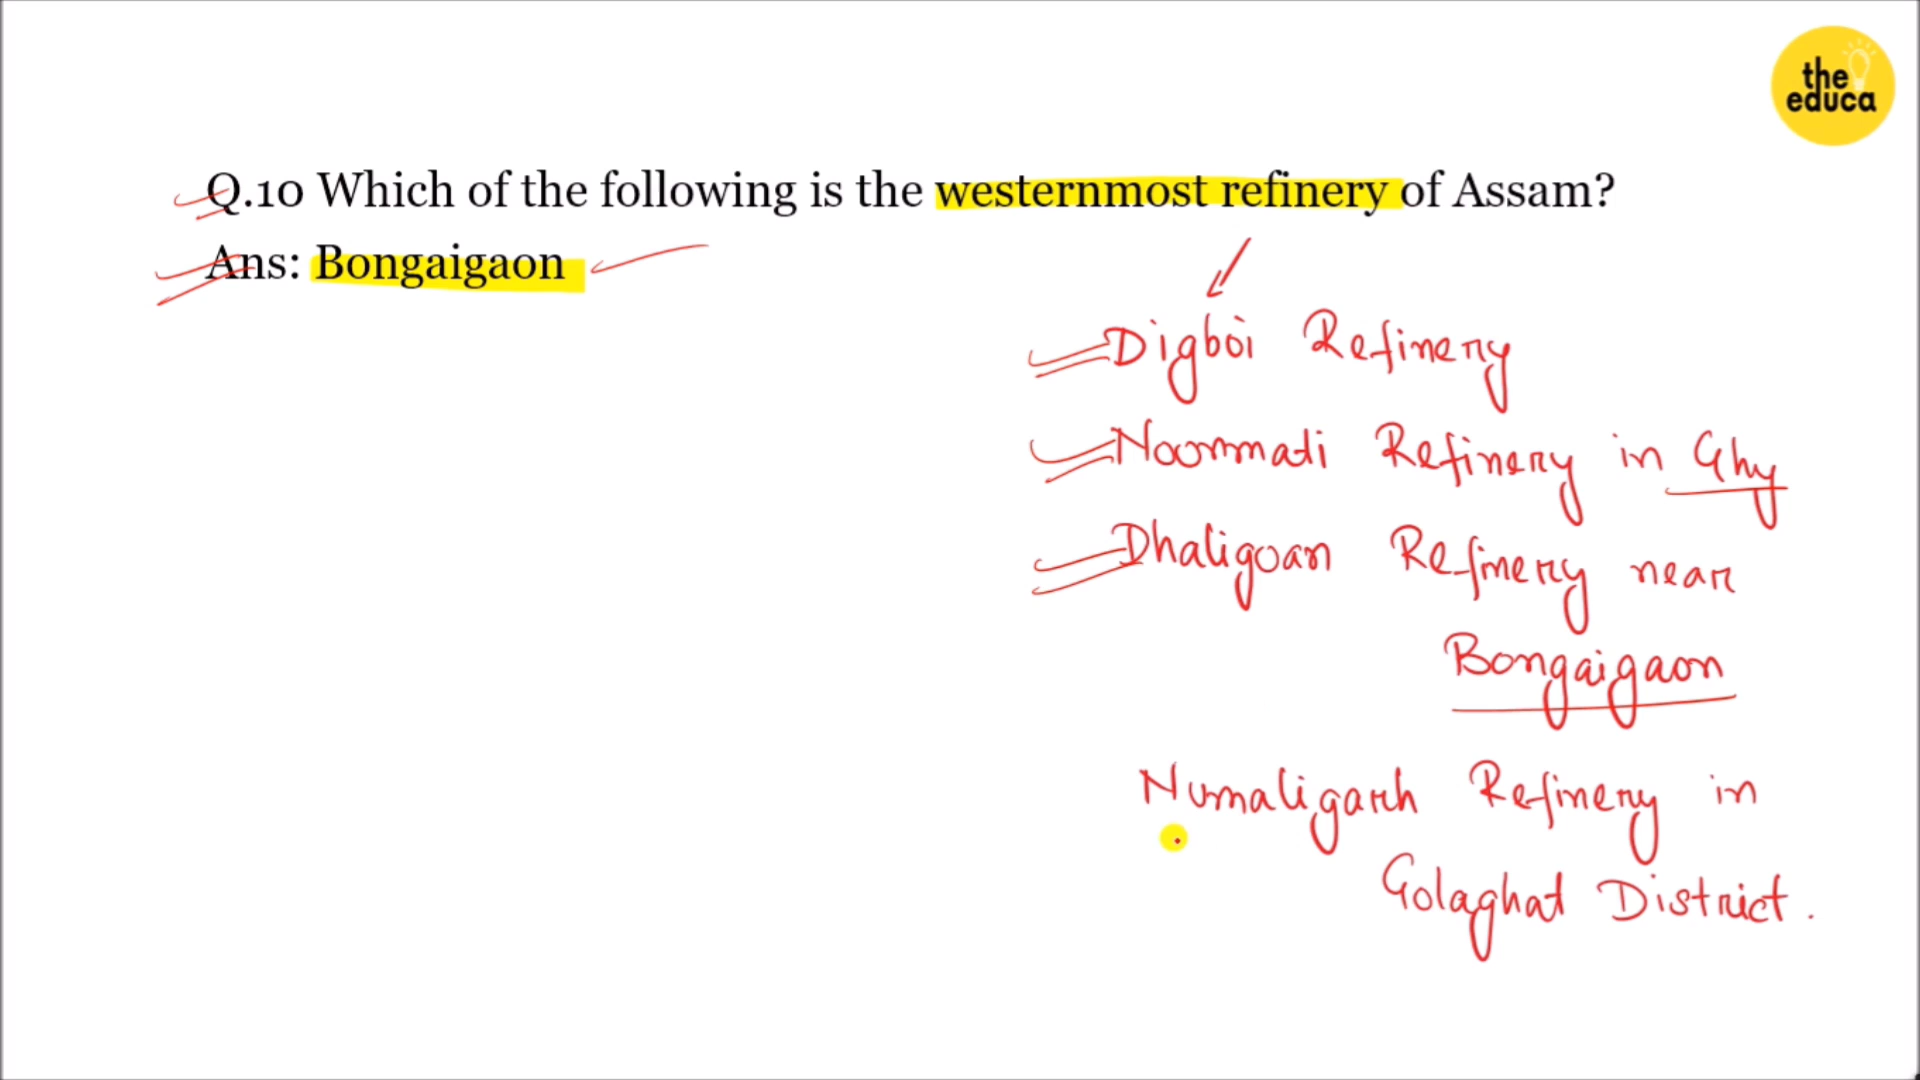 the
educa
Q.10 Which of the following is the westernmost refinery of Assam?
Ans: Bongaigaon
Digboi Refinery
Noonmati Refinery in Ghy
Dhaligoan Refinery near
Bongaigaon
Numaligarh Refinery in
Golaghat District.